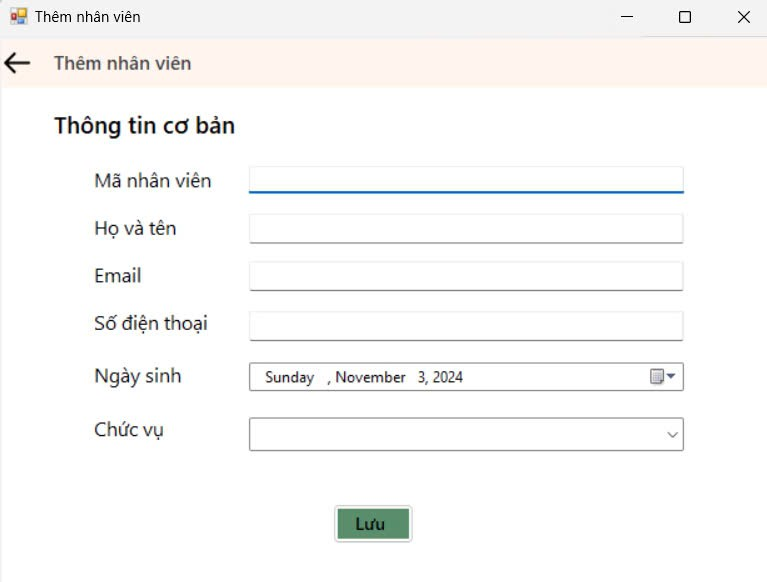 Thêm nhân viên
Thêm nhân viên
Thông tin cơ bản
Mã nhân viên
Họ và tên
Email
Số điện thoại
Ngày sinh Sunday , November 3, 2024
Chức vụ
Lưu